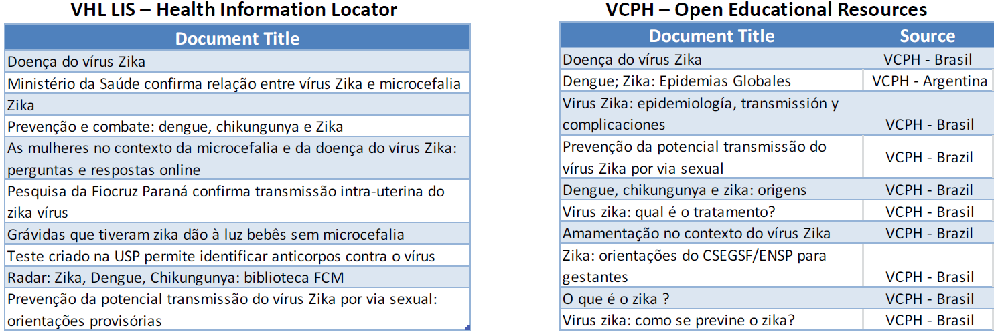 VHL LIS – Health Information Locator
Document Title
Doença do vírus Zika
Ministério da Saúde confirma relação entre vírus Zika e microcefalia
Zika
Prevenção e combate: dengue, chikungunya e Zika
As mulheres no contexto da microcefalia e da doença do vírus Zika:
perguntas e respostas online
Pesquisa da Fiocruz Paraná confirma transmissão intra-uterina do
zika vírus
Grávidas que tiveram zika dão à luz bebês sem microcefalia
Teste criado na USP permite identificar anticorpos contra o vírus
Radar: Zika, Dengue, Chikungunya: biblioteca FCM
Prevenção da potencial transmissão do vírus Zika por via sexual:
orientações provisórias
VCPH – Open Educational Resources
Document Title Source
Doença do vírus Zika VCPH - Brasil
Dengue; Zika: Epidemias Globales VCPH - Argentina
Virus Zika: epidemiología, transmissión y
complicaciones VCPH - Brasil
Prevenção da potencial transmissão do
vírus Zika por via sexual VCPH - Brazil
Dengue, chikungunya e zika: origens VCPH - Brazil
Virus zika: qual é o tratamento? VCPH - Brasil
Amamentação no contexto do vírus Zika VCPH - Brazil
Zika: orientações do CSEGSF/ENSP para
gestantes VCPH - Brasil
O que é o zika ? VCPH - Brasil
Virus zika: como se previne o zika? VCPH - Brasil